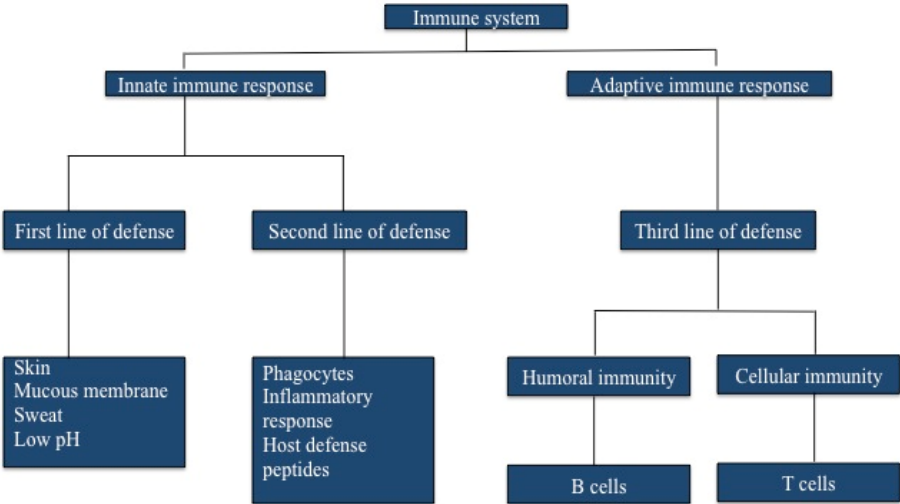 Immune system
Innate immune response
Adaptive immune response
First line of defense
Second line of defense
Third line of defense
Skin
Mucous membrane
Sweat
Low pH
Phagocytes
Inflammatory
response
Host defense
peptides
Humoral immunity
Cellular immunity
B cells
T cells